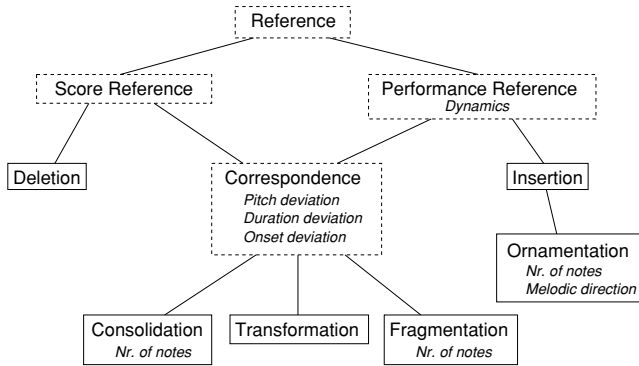 Reference
Score Reference
Performance Reference
Dynamics
Deletion
Correspondence
Pitch deviation
Duration deviation
Onset deviation
Insertion
Ornamentation
Nr. of notes
Melodic direction
Consolidation
Nr. of notes
Transformation
Fragmentation
Nr. of notes